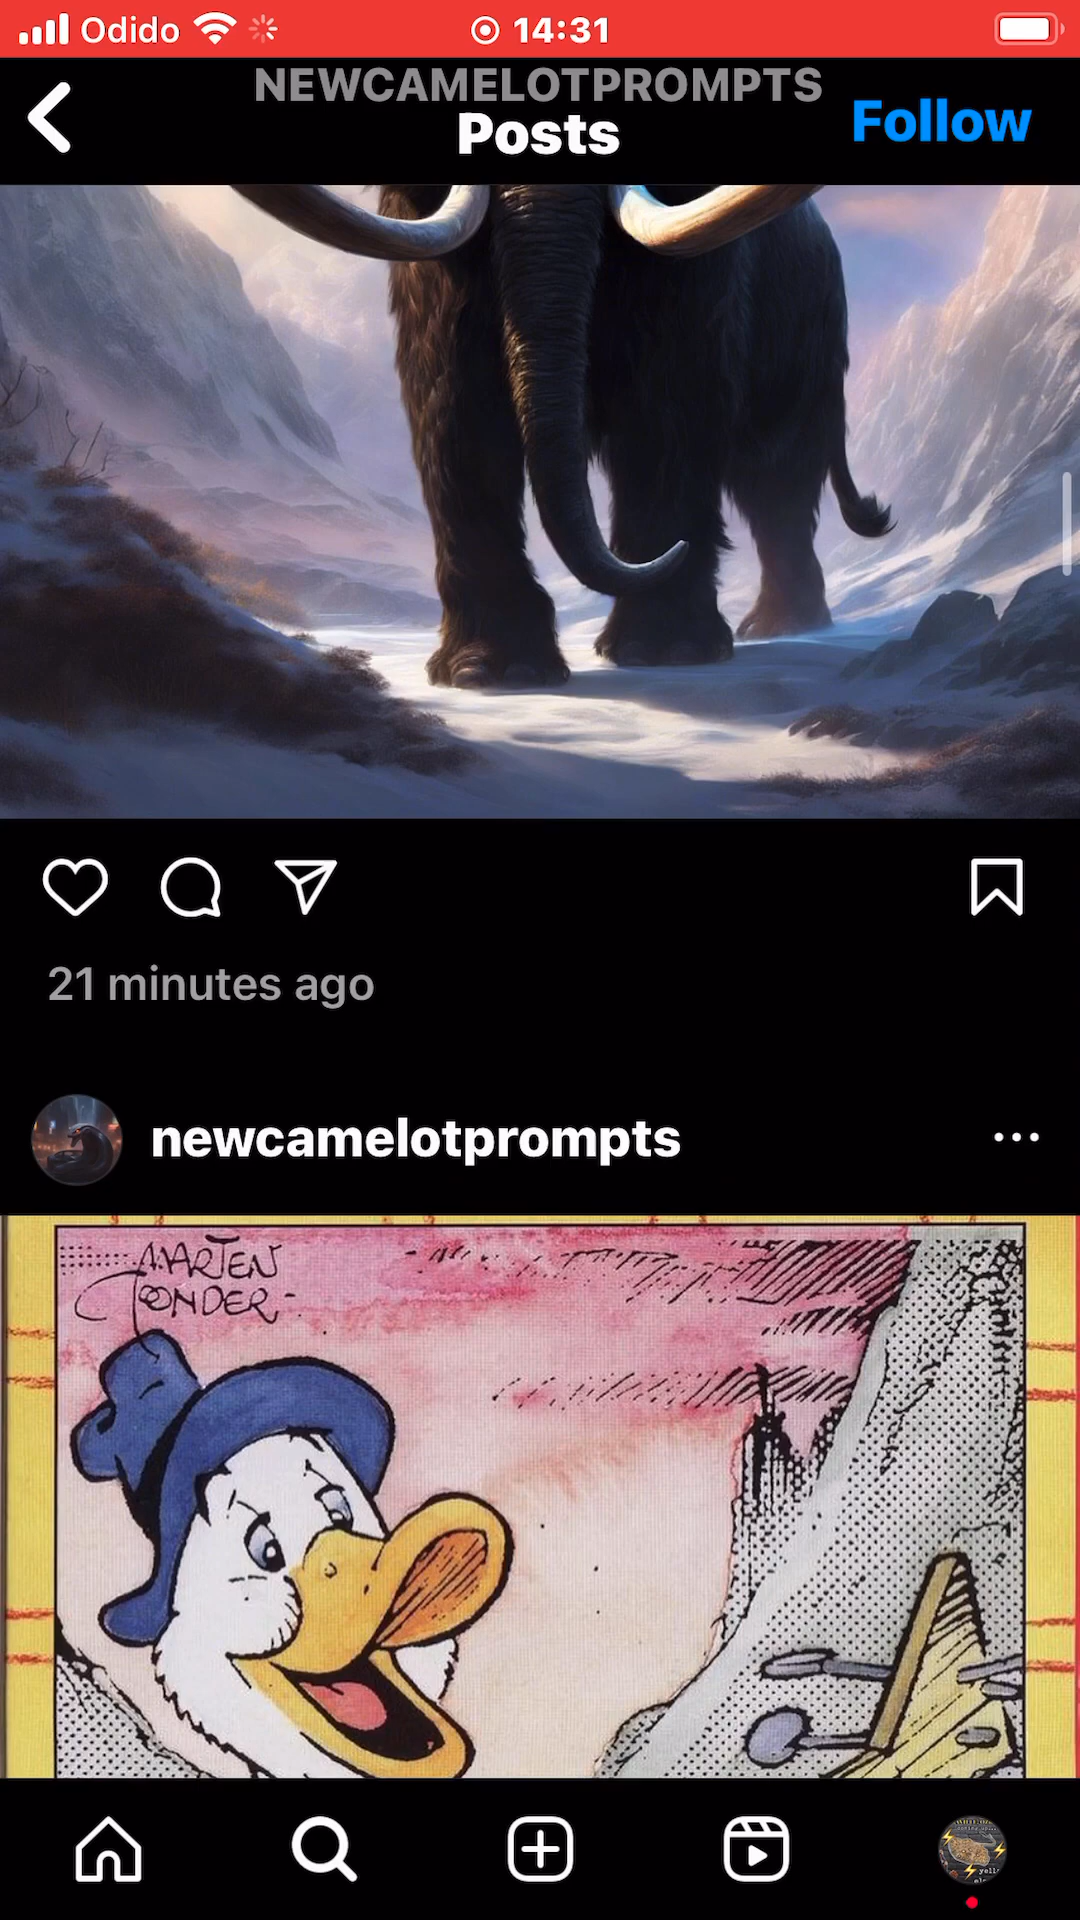 Odido 14:31
NEWCAMELOTPROMPTS
Posts
Follow
21 minutes ago
newcamelotprompts
MARTEN
TOONDER